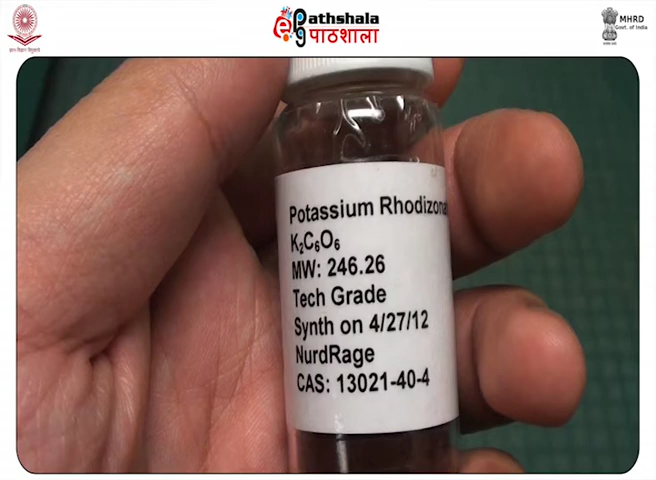 ePathshala
पाठशाला
MHRD
Govt. of India
Potassium Rhodizona
K₂C₆O₆
MW: 246.26
Tech Grade
Synth on 4/27/12
NurdRage
CAS: 13021-40-4